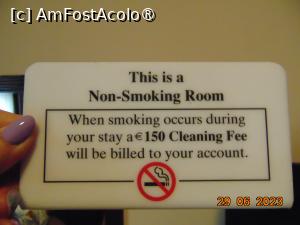 [c] AmFostAcolo®
This is a
Non-Smoking Room
When smoking occurs during
your stay a €150 Cleaning Fee
will be billed to your account.
29 06 2023